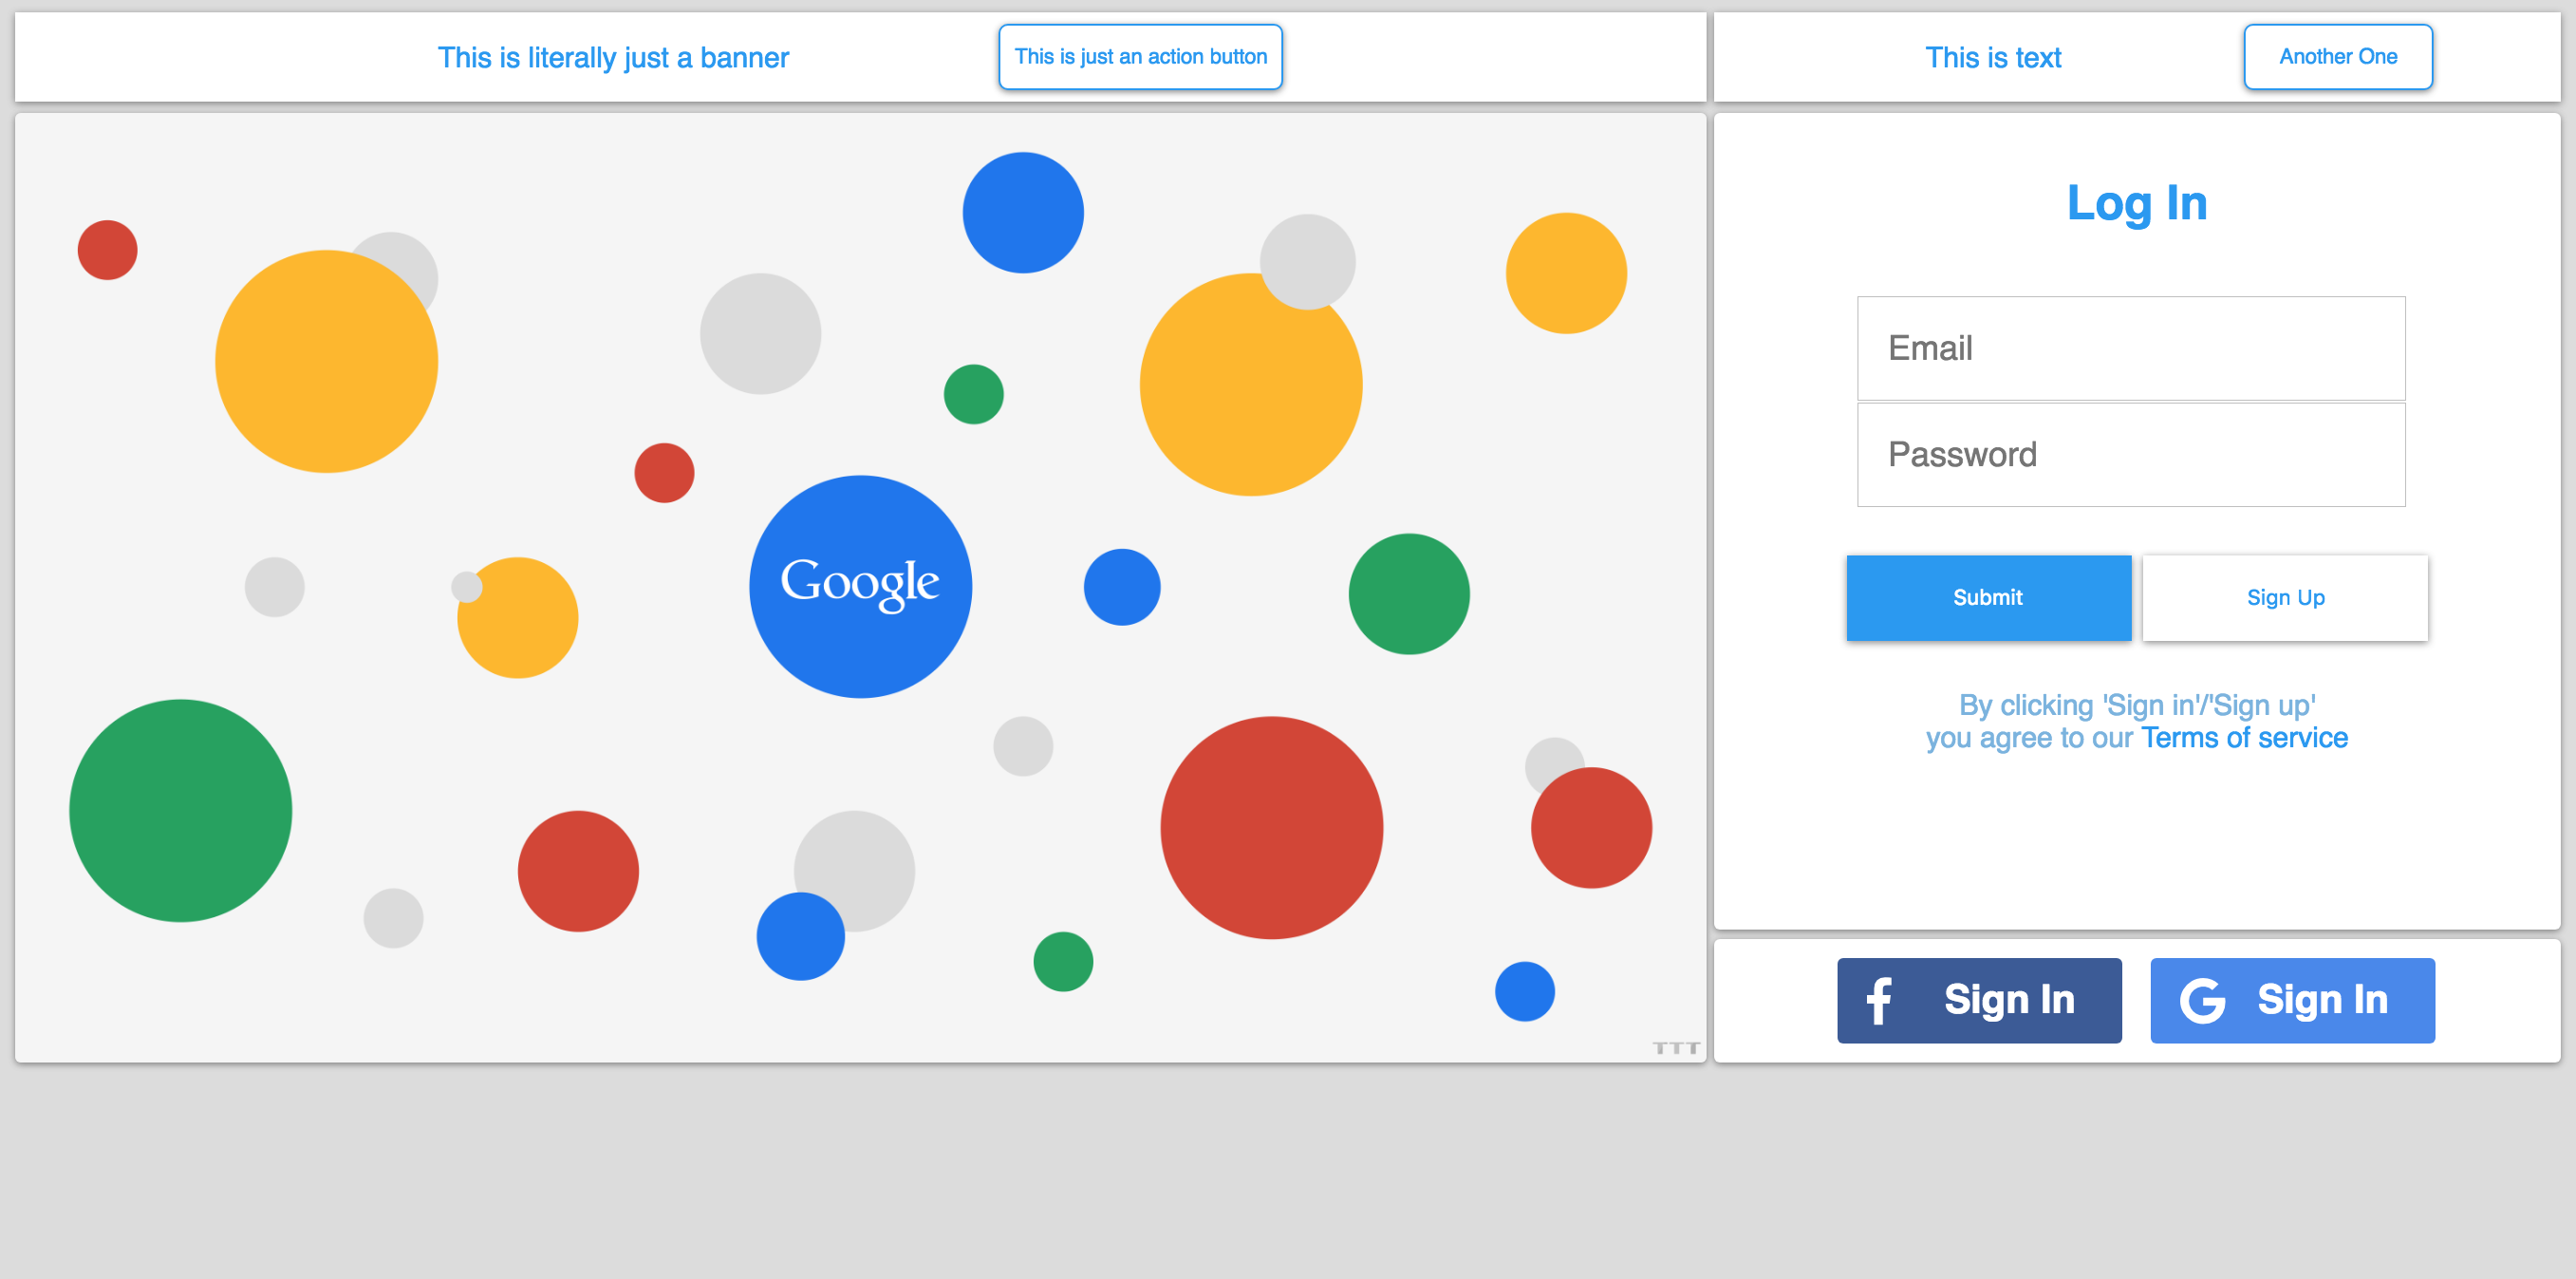 This is literally just a banner
This is just an action button
This is text
Another One
Google
TTT
Log In
Email
Password
Submit
Sign Up
By clicking 'Sign in'/'Sign up'
you agree to our Terms of service
f Sign In
G Sign In